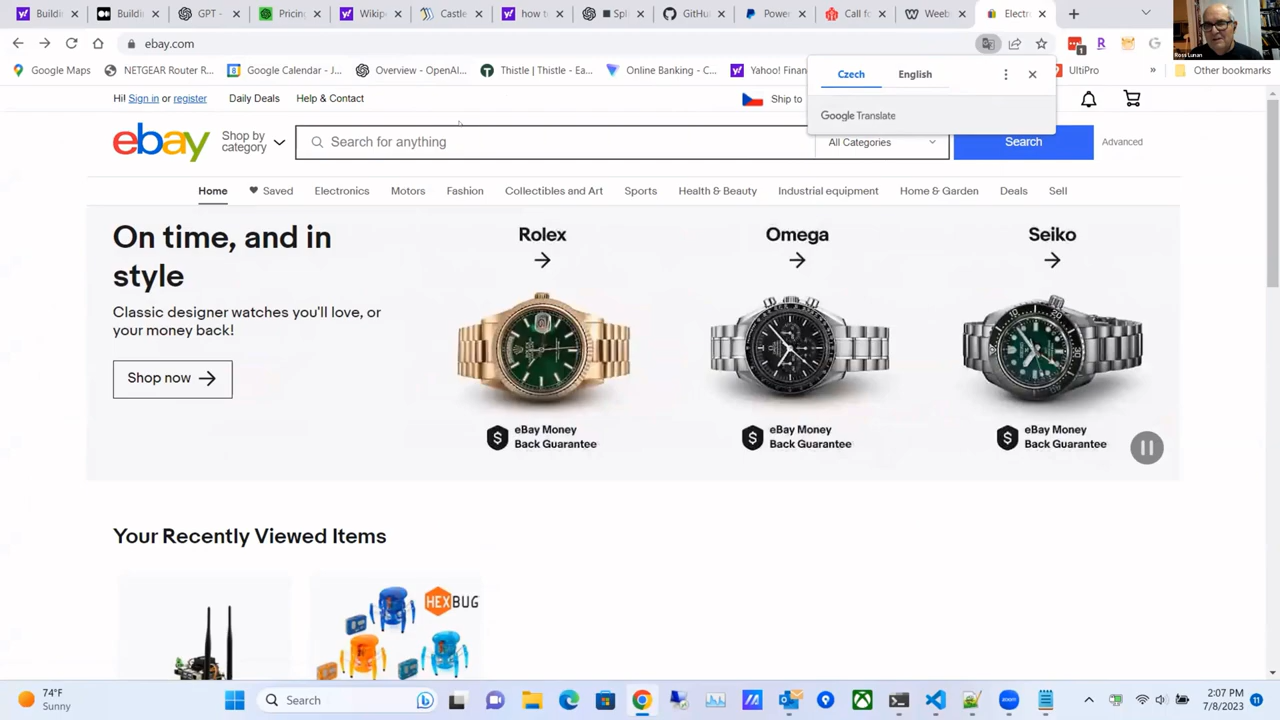 Buildin
Buildin
GPT -
Pricing
Wikip
Castle
how to
Spl
GitHu
Power
Call fo
Weeb
Electr
ebay.com
Ross Lunan
Google Maps
NETGEAR Router R...
Google Calendar - J...
Overview - OpenAI...
Online Banking - C...
Yahoo! Finan
UltiPro
»
Other bookmarks
Czech
English
Google Translate
Hi! Sign in or register
Daily Deals
Help & Contact
Ship to
ebay
Shop by
category
Search for anything
All Categories
Search
Advanced
Home
Saved
Electronics
Motors
Fashion
Collectibles and Art
Sports
Health & Beauty
Industrial equipment
Home & Garden
Deals
Sell
On time, and in
style
Classic designer watches you'll love, or
your money back!
Shop now
Rolex
Omega
Seiko
eBay Money
Back Guarantee
eBay Money
Back Guarantee
eBay Money
Back Guarantee
Your Recently Viewed Items
HEXBUG
74°F
Sunny
Search
2:07 PM
7/8/2023